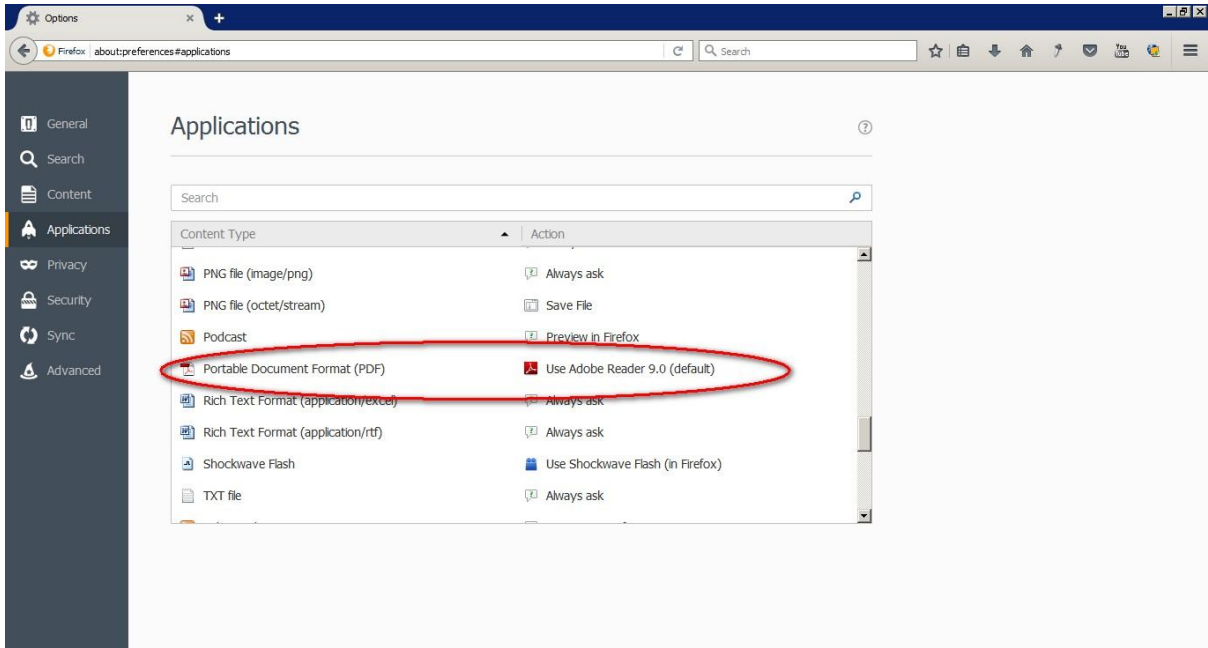 Options
Firefox about:preferences#applications
Search
You
General
Search
Content
Applications
Privacy
Security
Sync
Advanced
Applications
Search
Content Type Action
PNG file (image/png) Always ask
PNG file (octet/stream) Save File
Podcast Preview in Firefox
Portable Document Format (PDF) Use Adobe Reader 9.0 (default)
Rich Text Format (application/excel) Always ask
Rich Text Format (application/rtf) Always ask
Shockwave Flash Use Shockwave Flash (in Firefox)
TXT file Always ask